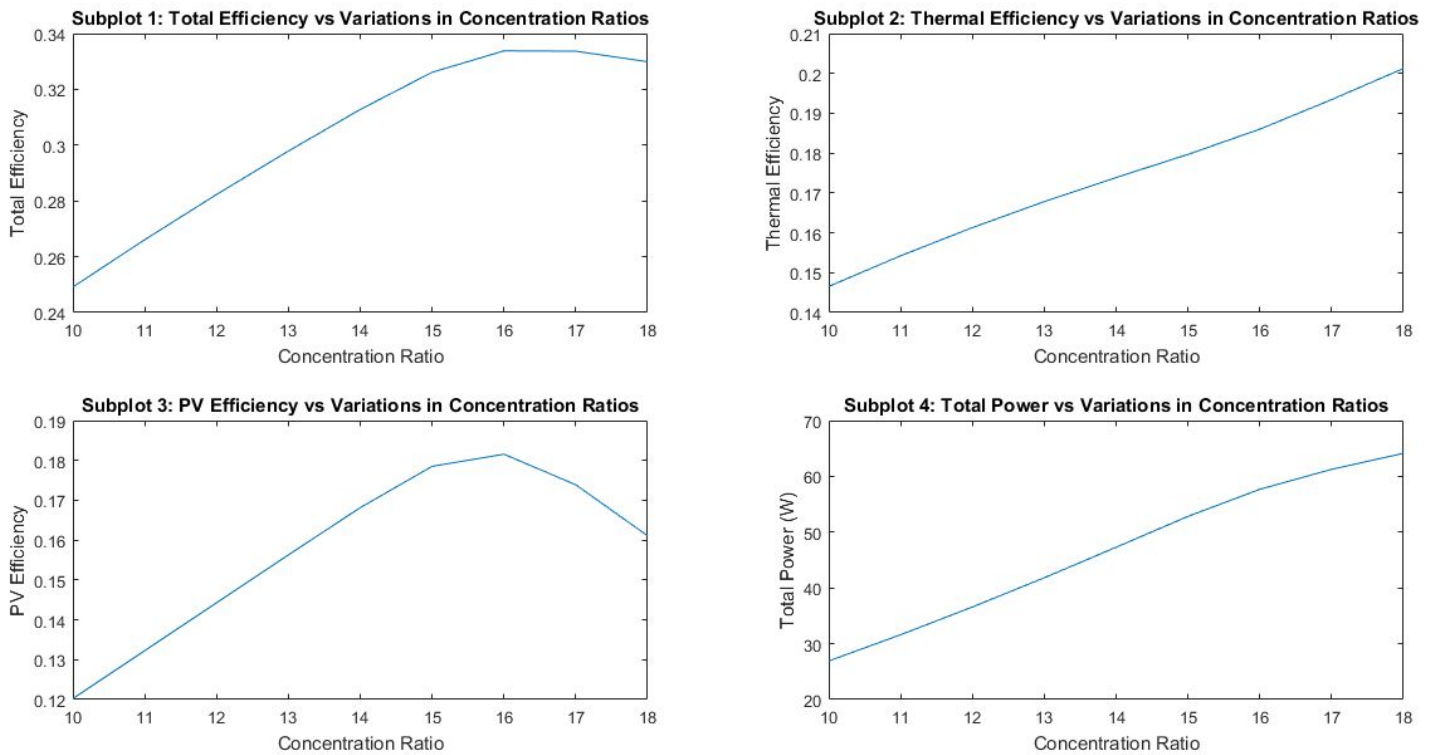 Subplot 1: Total Efficiency vs Variations in Concentration Ratios
0.34
0.32
0.3
0.28
0.26
0.24
Total Efficiency
10 11 12 13 14 15 16 17 18
Concentration Ratio
Subplot 2: Thermal Efficiency vs Variations in Concentration Ratios
0.21
0.2
0.19
0.18
0.17
0.16
0.15
0.14
Thermal Efficiency
10 11 12 13 14 15 16 17 18
Concentration Ratio
Subplot 3: PV Efficiency vs Variations in Concentration Ratios
0.19
0.18
0.17
0.16
0.15
0.14
0.13
0.12
PV Efficiency
10 11 12 13 14 15 16 17 18
Concentration Ratio
Subplot 4: Total Power vs Variations in Concentration Ratios
70
60
50
40
30
20
Total Power (W)
10 11 12 13 14 15 16 17 18
Concentration Ratio